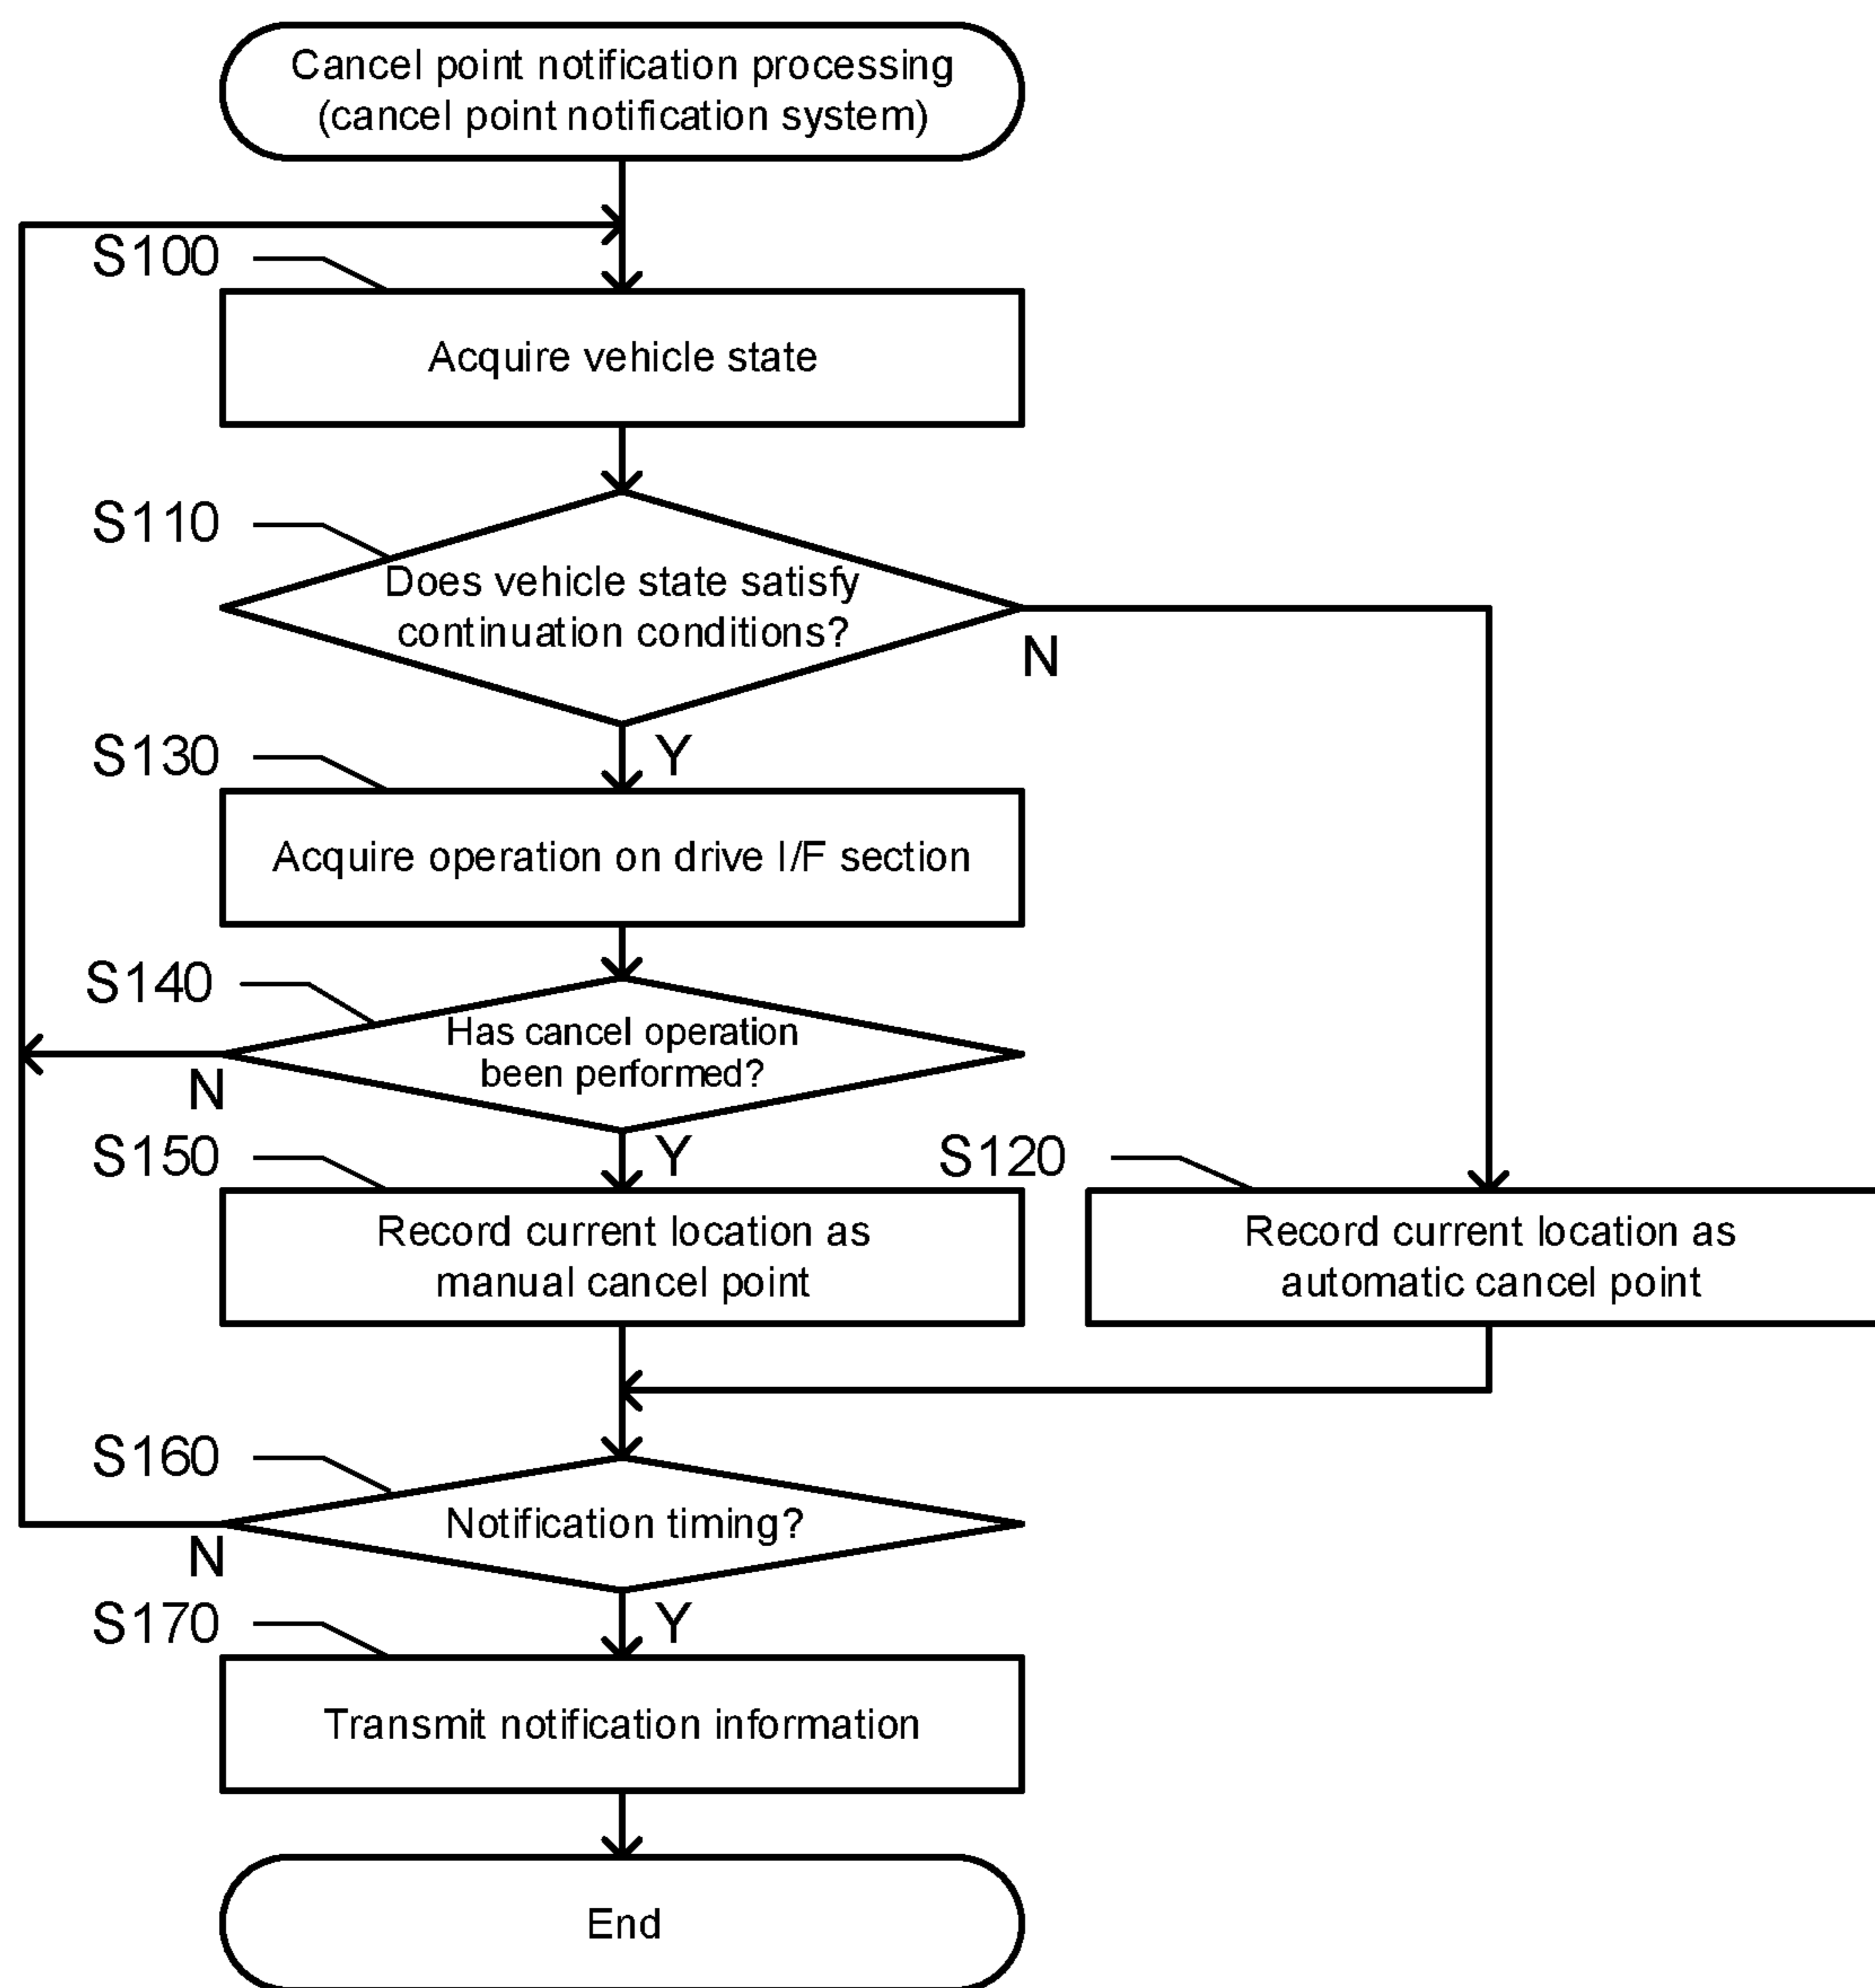 Cancel point notification processing
(cancel point notification system)
S100
Acquire vehicle state
S110
Does vehicle state satisfy
continuation conditions?
N
Y
S130
Acquire operation on drive I/F section
S140
Has cancel operation
been performed?
N
Y
S150
Record current location as
manual cancel point
S120
Record current location as
automatic cancel point
S160
Notification timing?
N
Y
S170
Transmit notification information
End